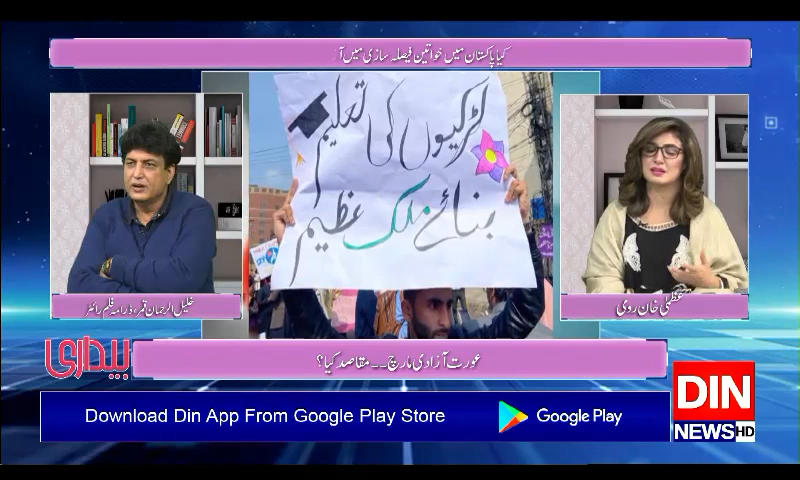 کیا پاکستان میں خواتین فیصلہ سازی میں آ
لڑکیوں کی تعلیم
بنائے ملک عظیم
خلیل الرحمان قمر، ڈرامہ فلم رائٹر
عظمیٰ خان رومی
بیداری
عورت آزادی مارچ۔۔ مقاصد کیا؟
Download Din App From Google Play Store
Google Play
DIN
NEWS HD